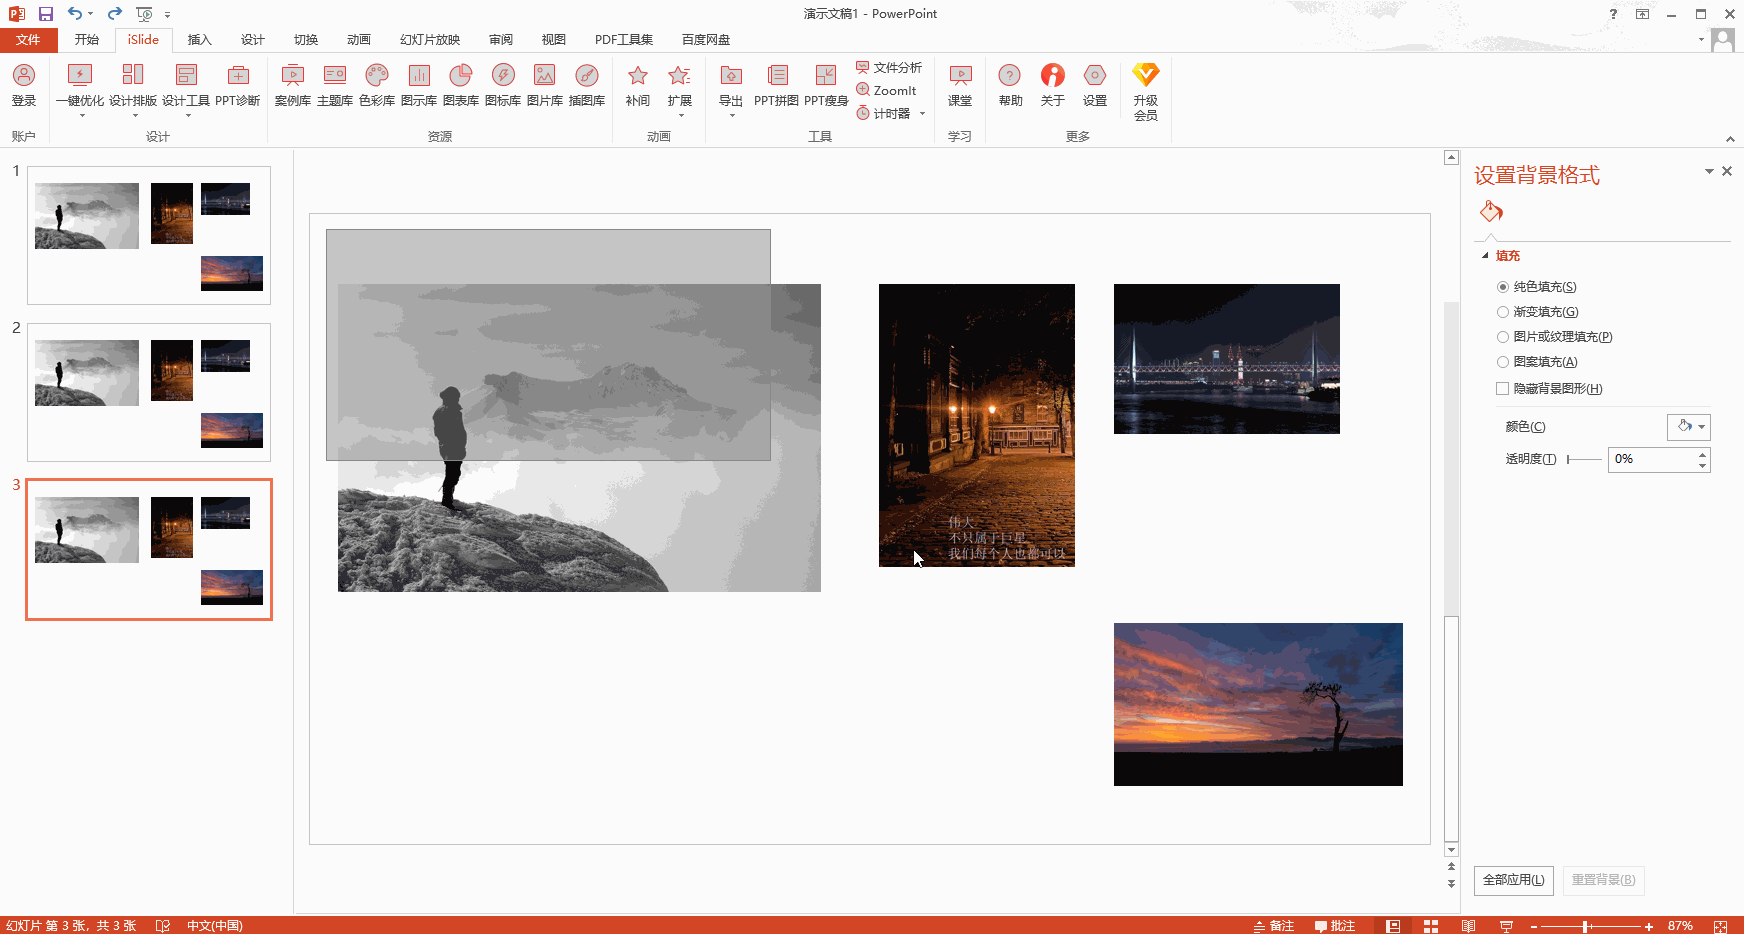 演示文稿1 - PowerPoint
文件 开始 iSlide 插入 设计 切换 动画 幻灯片放映 审阅 视图 PDF工具集 百度网盘
登录 一键优化 设计排版 设计工具 PPT诊断 案例库 主题库 色彩库 图示库 图表库 图标库 图片库 插图库 补间 扩展 导出 PPT拼图 PPT瘦身 文件分析 ZoomIt 计时器 课堂 帮助 关于 设置 升级会员
账户 设计 资源 动画 工具 学习 更多
1
2
3
伟大
不只属于巨星
我们每个人也都可以
设置背景格式
填充
纯色填充(S)
渐变填充(G)
图片或纹理填充(P)
图案填充(A)
隐藏背景图形(H)
颜色(C)
透明度(T) 0%
全部应用(L) 重置背景(B)
幻灯片 第 3 张，共 3 张 中文(中国) 备注 批注 87%